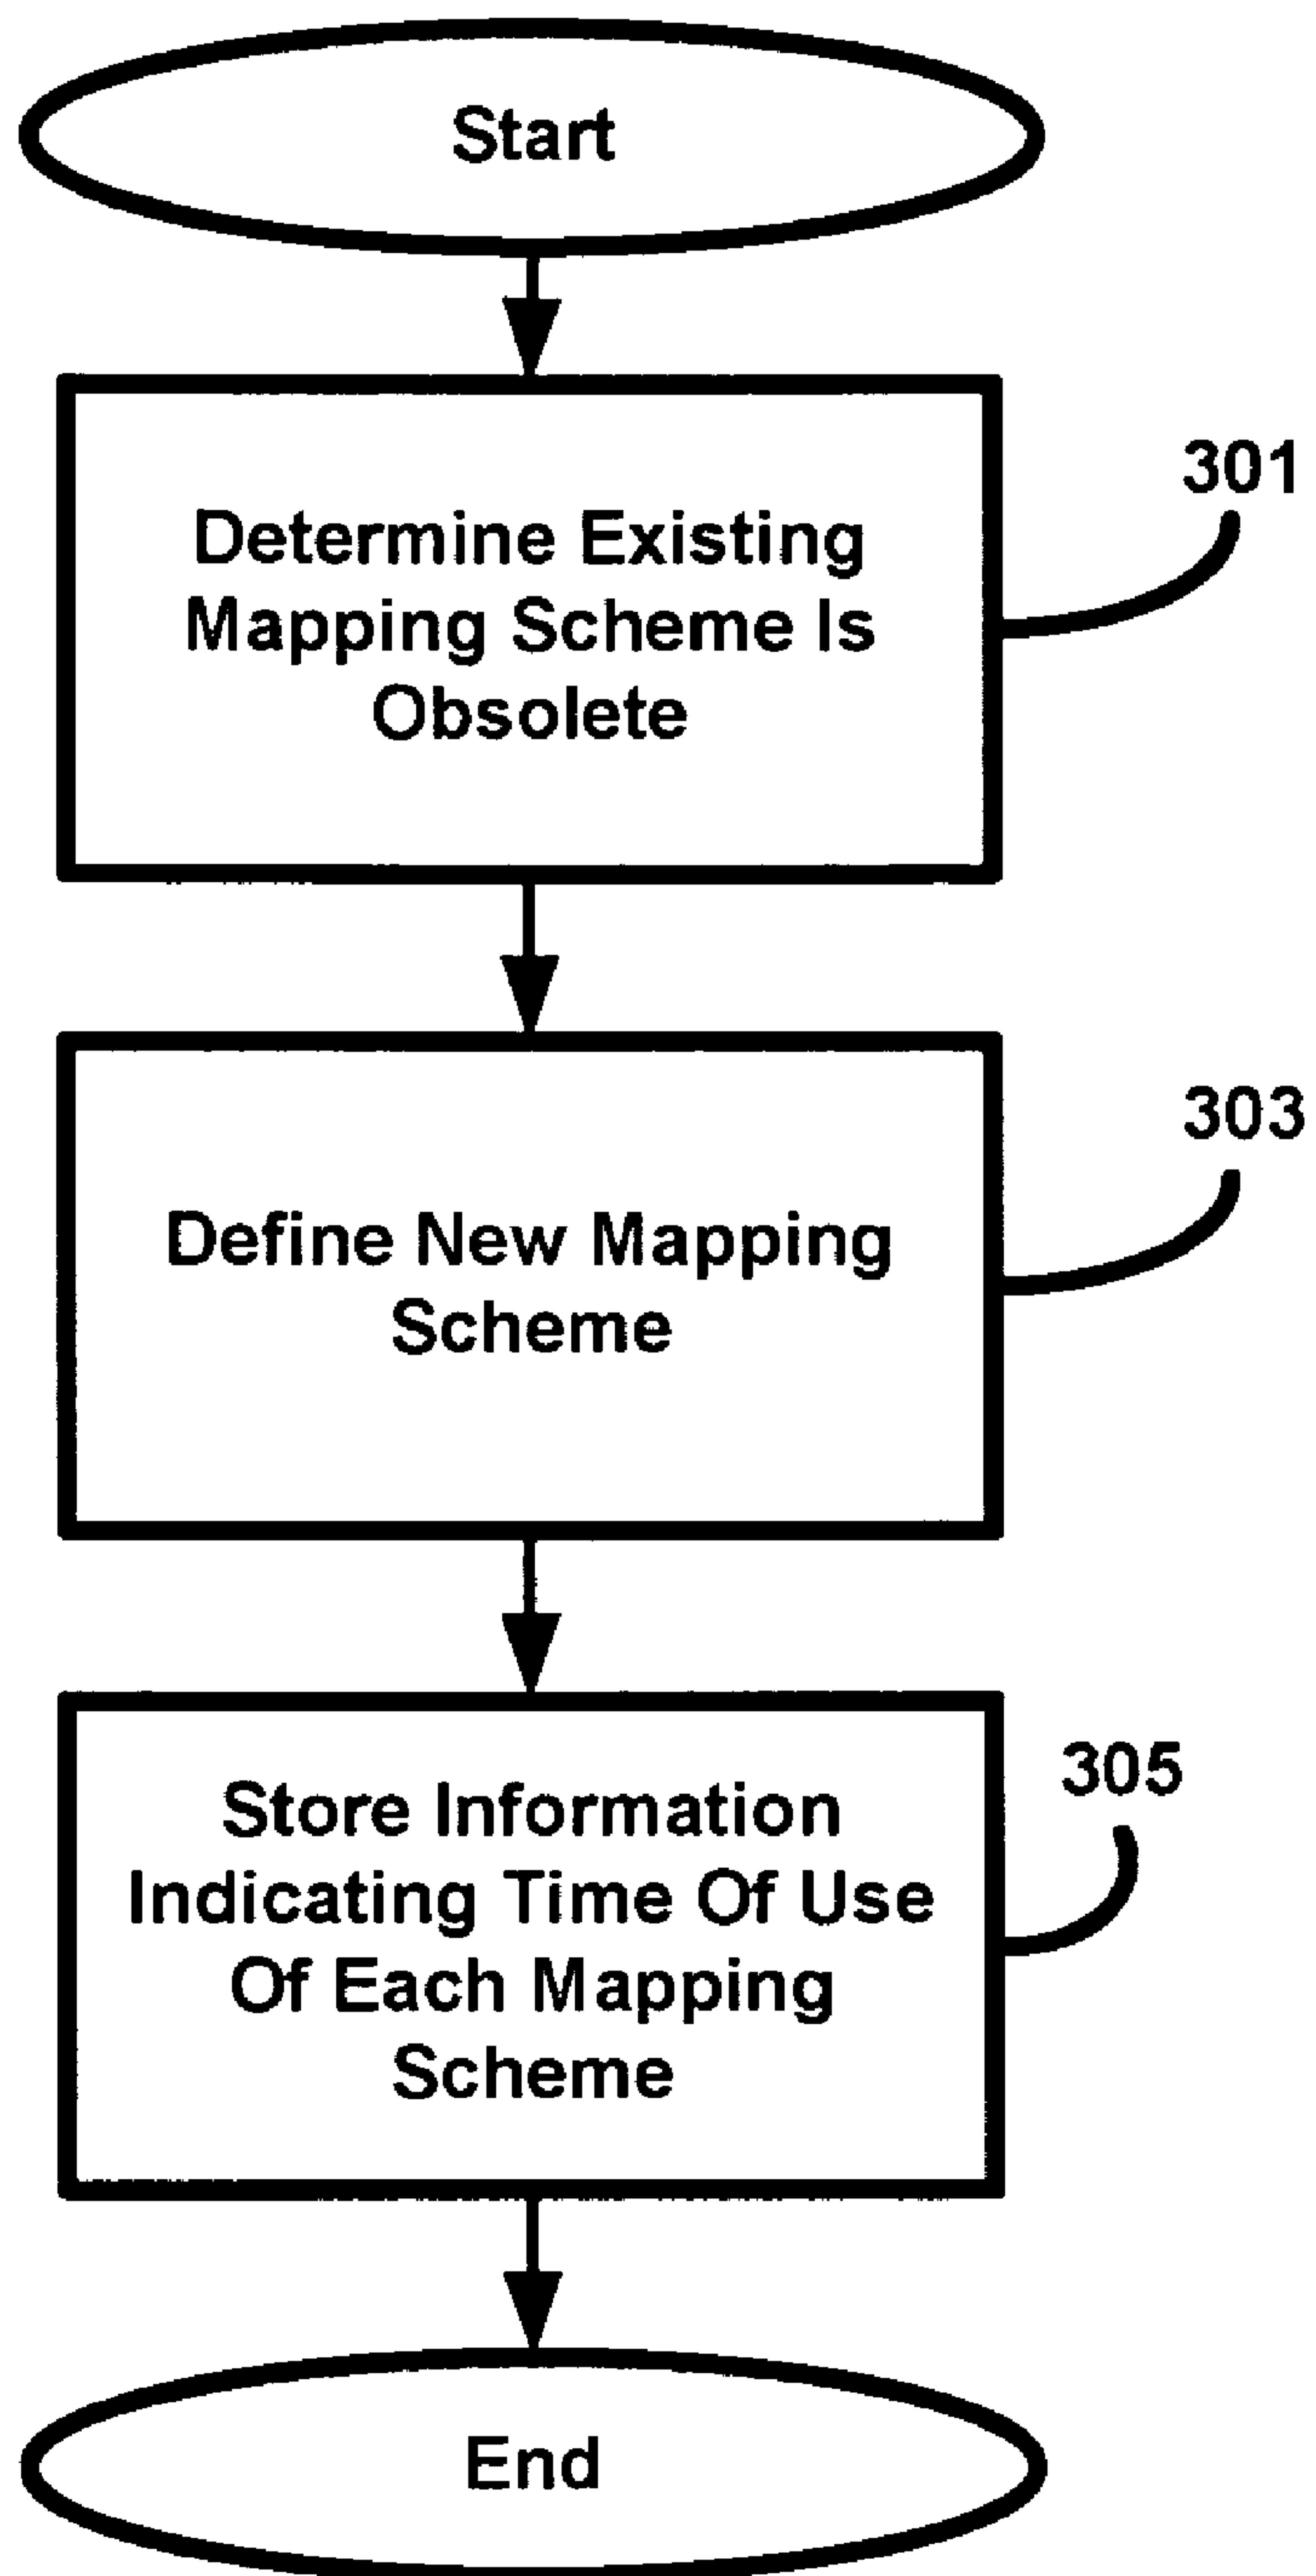 Start
301
Determine Existing
Mapping Scheme Is
Obsolete
303
Define New Mapping
Scheme
305
Store Information
Indicating Time Of Use
Of Each Mapping
Scheme
End